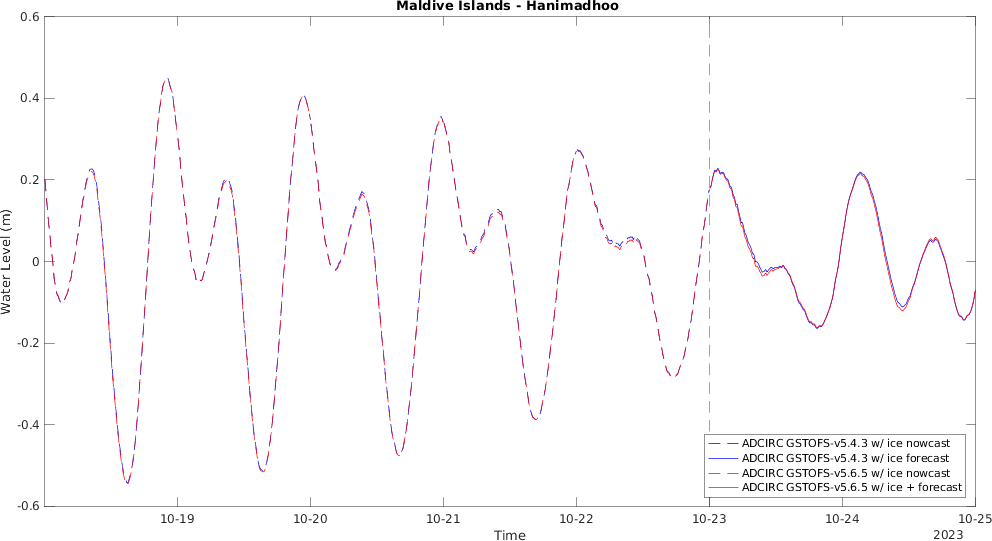 Maldive Islands - Hanimadhoo
0.6
0.4
0.2
0
-0.2
-0.4
-0.6
Water Level (m)
ADCIRC GSTOFS-v5.4.3 w/ ice nowcast
ADCIRC GSTOFS-v5.4.3 w/ ice forecast
ADCIRC GSTOFS-v5.6.5 w/ ice nowcast
ADCIRC GSTOFS-v5.6.5 w/ ice + forecast
10-19 10-20 10-21 10-22 10-23 10-24 10-25
Time
2023